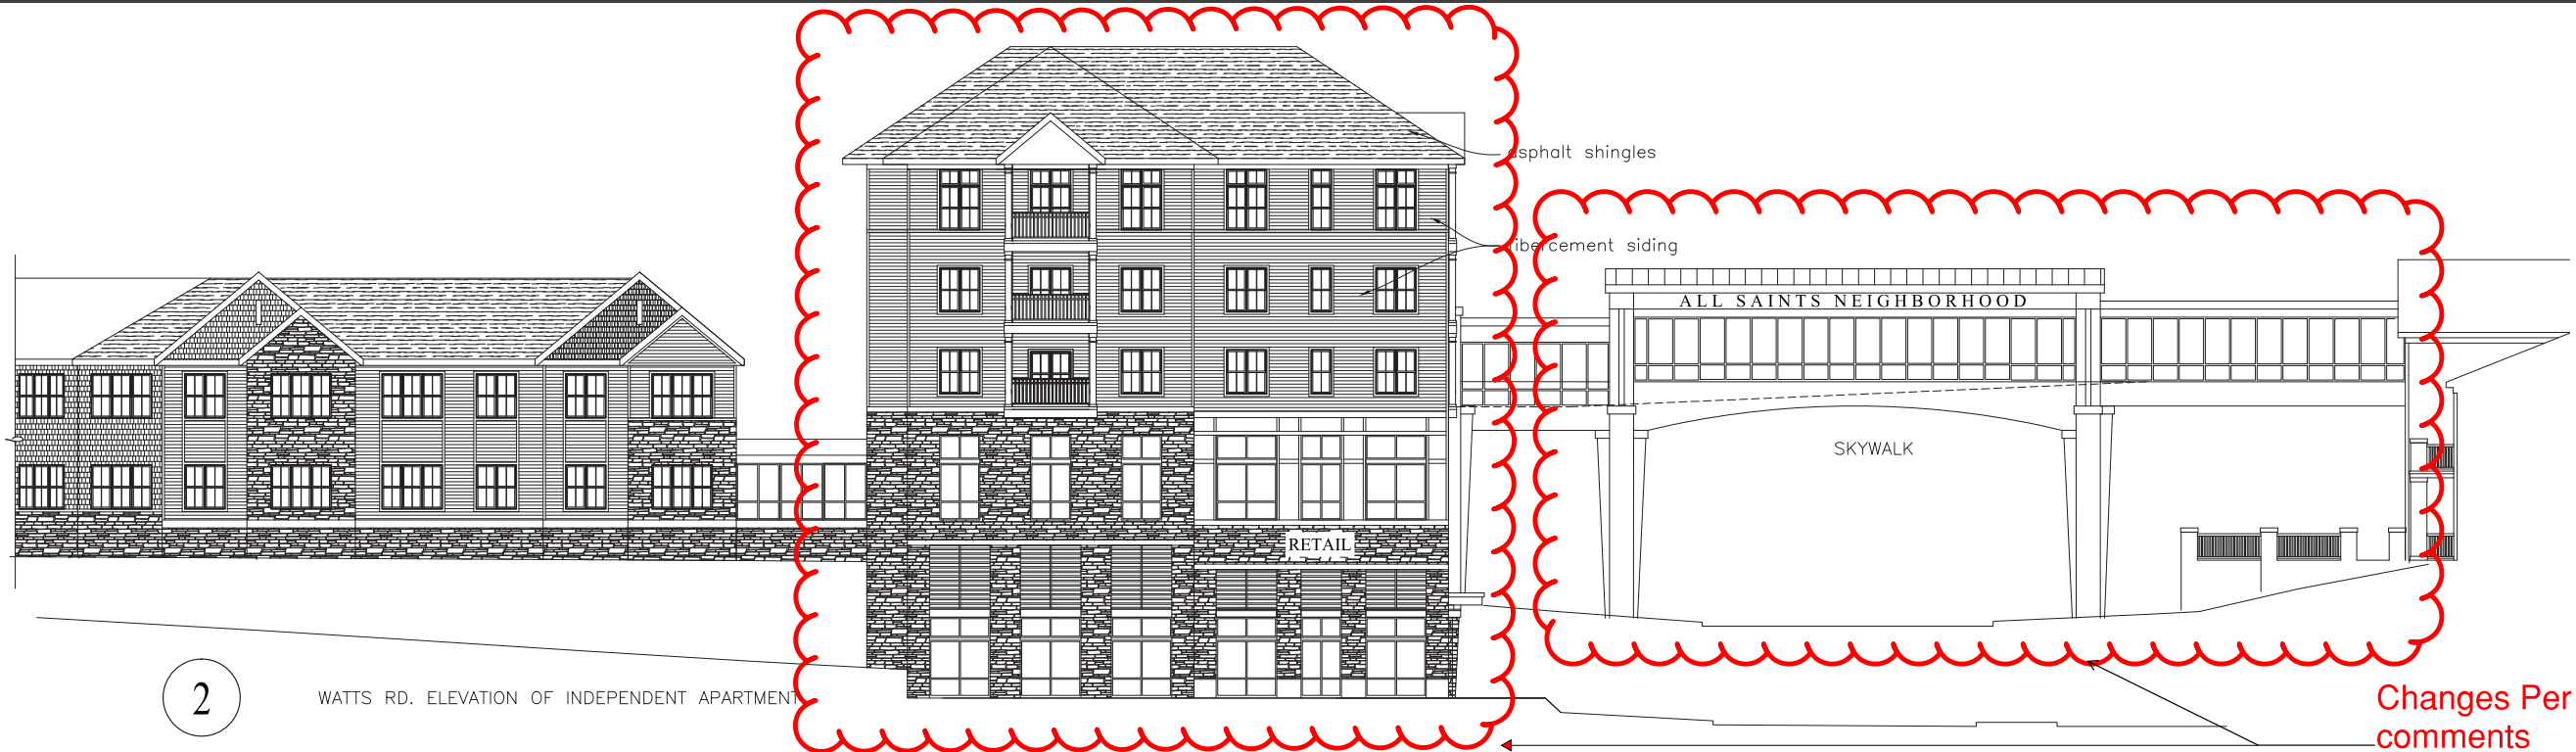 asphalt shingles
fibercement siding
ALL SAINTS NEIGHBORHOOD
SKYWALK
RETAIL
2
WATTS RD. ELEVATION OF INDEPENDENT APARTMENT
Changes Per
comments